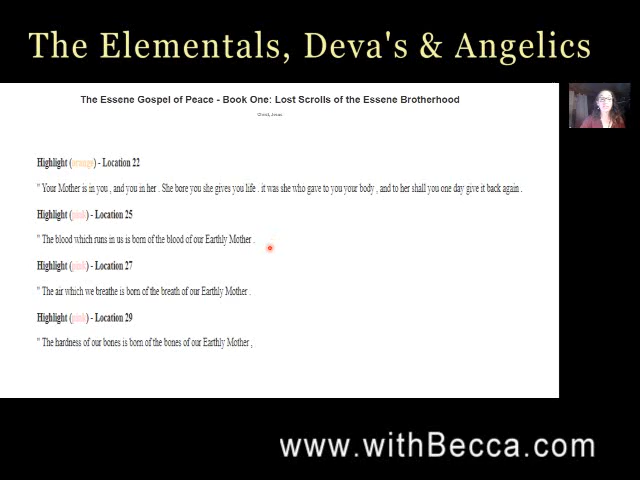 The Elementals, Deva's & Angelics
The Essene Gospel of Peace - Book One: Lost Scrolls of the Essene Brotherhood
Christ, Jesus
Highlight (orange) - Location 22
" Your Mother is in you , and you in her . She bore you she gives you life . it was she who gave to you your body , and to her shall you one day give it back again .
Highlight (pink) - Location 25
" The blood which runs in us is born of the blood of our Earthly Mother .
Highlight (pink) - Location 27
" The air which we breathe is born of the breath of our Earthly Mother .
Highlight (pink) - Location 29
" The hardness of our bones is born of the bones of our Earthly Mother ,
www.withBecca.com